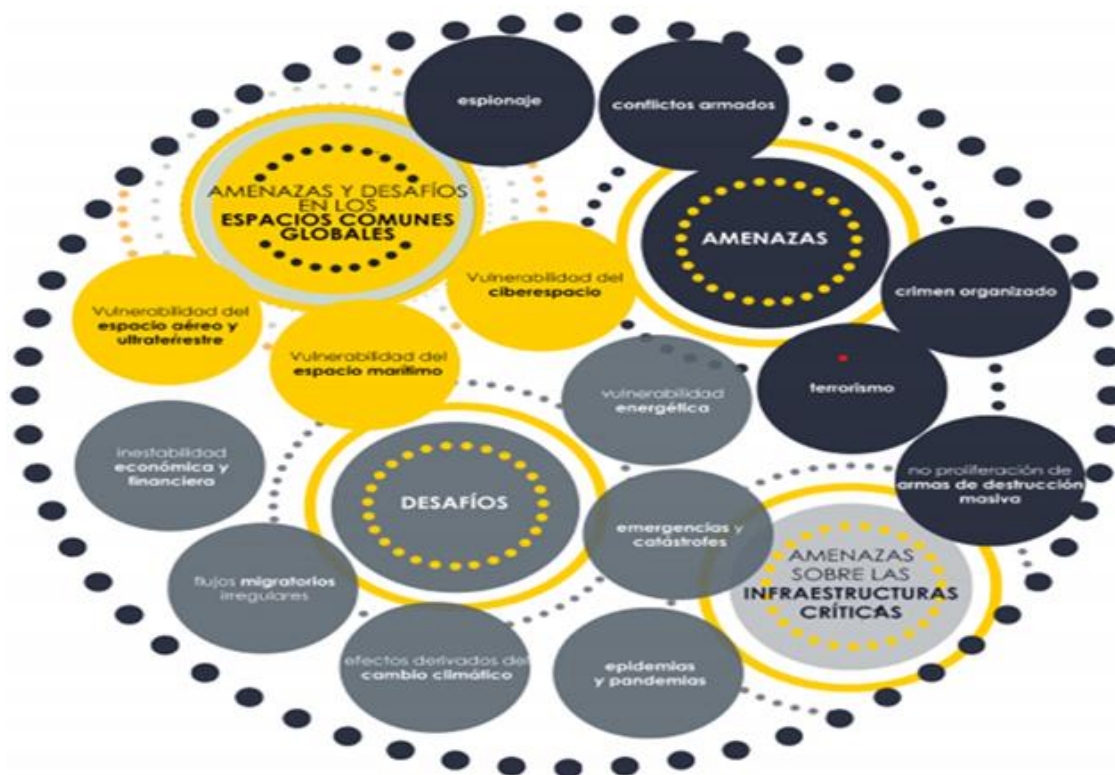 espionaje
conflictos armados
AMENAZAS Y DESAFÍOS
EN LOS
ESPACIOS COMUNES
GLOBALES
AMENAZAS
Vulnerabilidad del
ciberespacio
crimen organizado
Vulnerabilidad del
espacio aéreo y
ultraterrestre
Vulnerabilidad del
espacio marítimo
vulnerabilidad
energética
terrorismo
inestabilidad
económica y
financiera
DESAFÍOS
no proliferación de
armas de destrucción
masiva
emergencias y
catástrofes
AMENAZAS
SOBRE LAS
INFRAESTRUCTURAS
CRÍTICAS
flujos migratorios
irregulares
efectos derivados del
cambio climático
epidemias
y pandemias